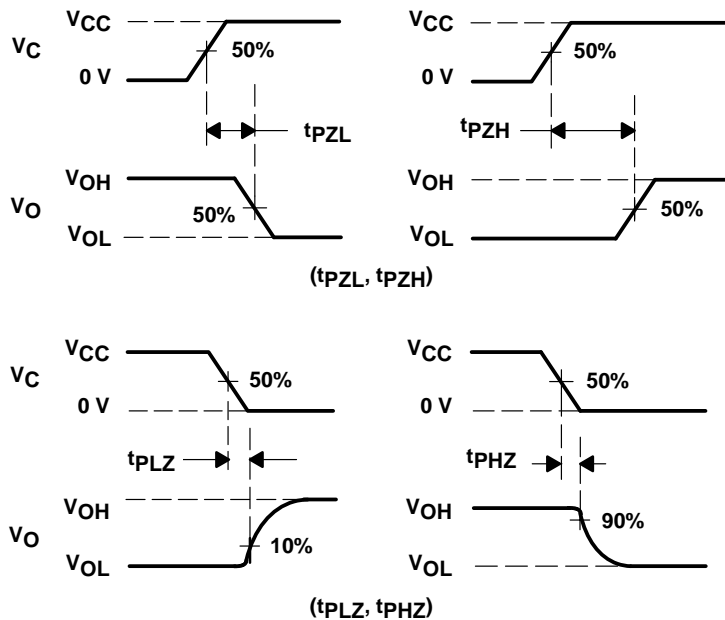 VCC VCC
VC 50% 50%
0 V 0 V
tPZL tPZH
VOH VOH
VO 50% 50%
VOL VOL
(tPZL, tPZH)
VCC VCC
VC 50% 50%
0 V 0 V
tPLZ tPHZ
VOH VOH
VO 10% 90%
VOL VOL
(tPLZ, tPHZ)